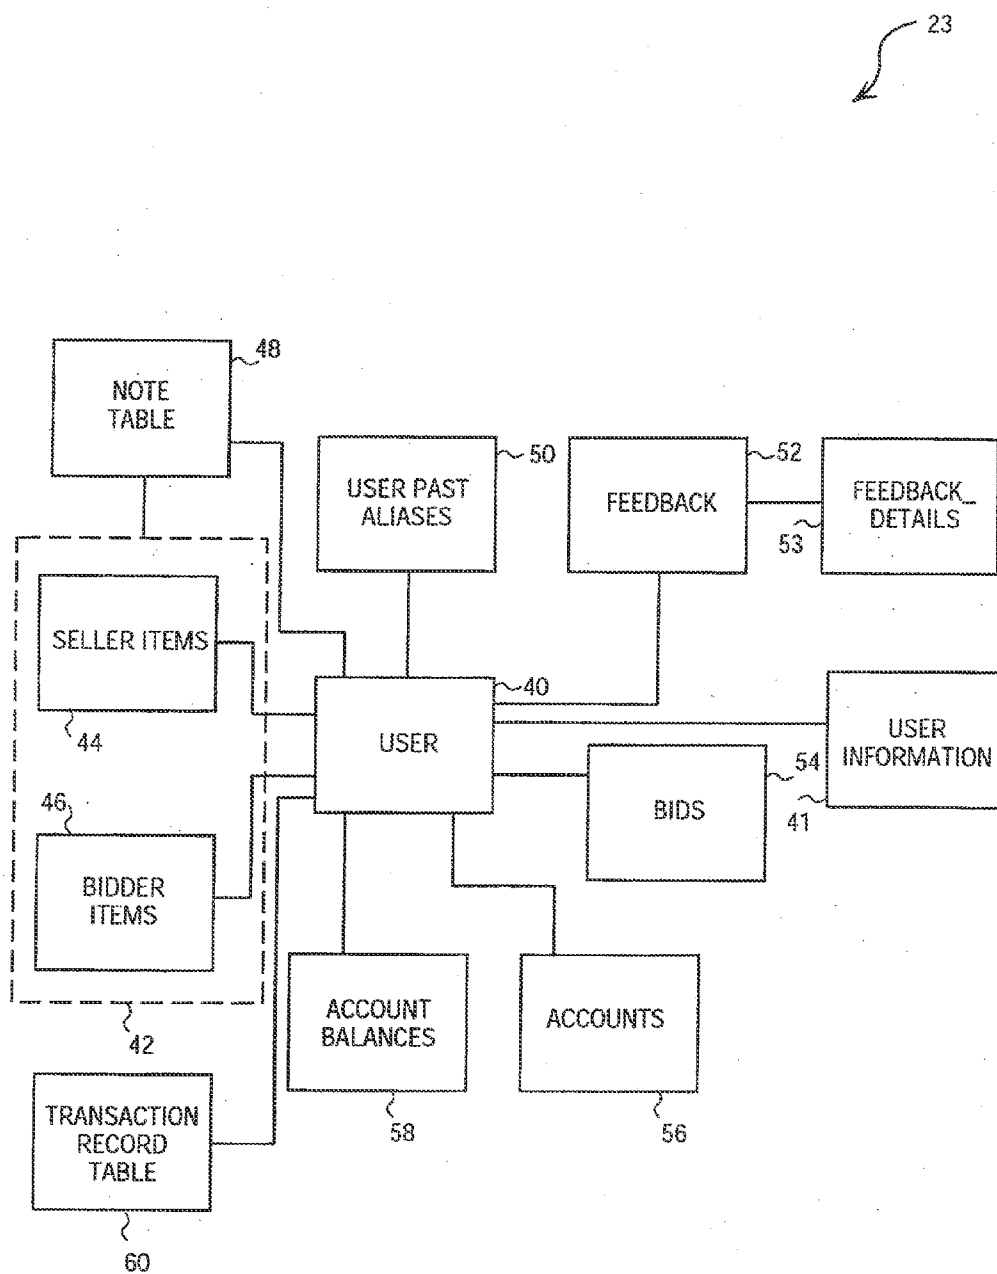 23
48
NOTE
TABLE
50
USER PAST
ALIASES
52
FEEDBACK
53
FEEDBACK_
DETAILS
SELLER ITEMS
44
40
USER
USER
INFORMATION
41
54
BIDS
46
BIDDER
ITEMS
42
ACCOUNT
BALANCES
58
ACCOUNTS
56
TRANSACTION
RECORD
TABLE
60